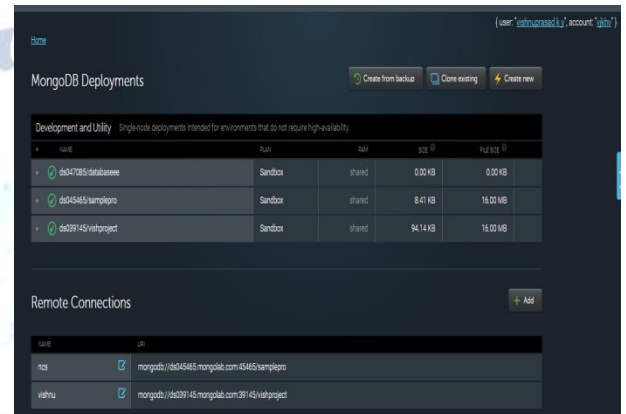 { user: "vishnuprasad.k.y", account: "vjkhv" }
Home
MongoDB Deployments
Create from backup
Clone existing
Create new
Development and Utility Single-node deployments intended for environments that do not require high-availability.
NAME PLAN RAM SIZE FILE SIZE
ds047085/databaseee Sandbox shared 0.00 KB 0.00 KB
ds045465/samplepro Sandbox shared 8.41 KB 16.00 MB
ds039145/vishproject Sandbox shared 94.14 KB 16.00 MB
Remote Connections
+ Add
NAME URI
ncs mongodb://ds045465.mongolab.com:45465/samplepro
vishnu mongodb://ds039145.mongolab.com:39145/vishproject